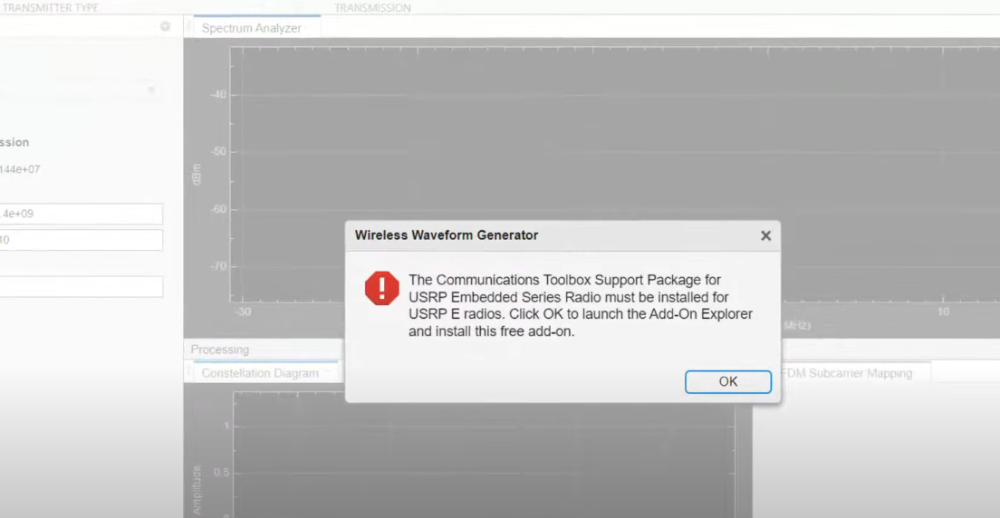 TRANSMITTER TYPE
TRANSMISSION
Spectrum Analyzer
-40
ssion
-50
144e+07
dBm
-60
.4e+09
10
Wireless Waveform Generator
-70
The Communications Toolbox Support Package for
USRP Embedded Series Radio must be installed for
USRP E radios. Click OK to launch the Add-On Explorer
and install this free add-on.
-30
10
MHz)
Processing
OK
Constellation Diagram
FDM Subcarrier Mapping
1
0.5
Amplitude
0